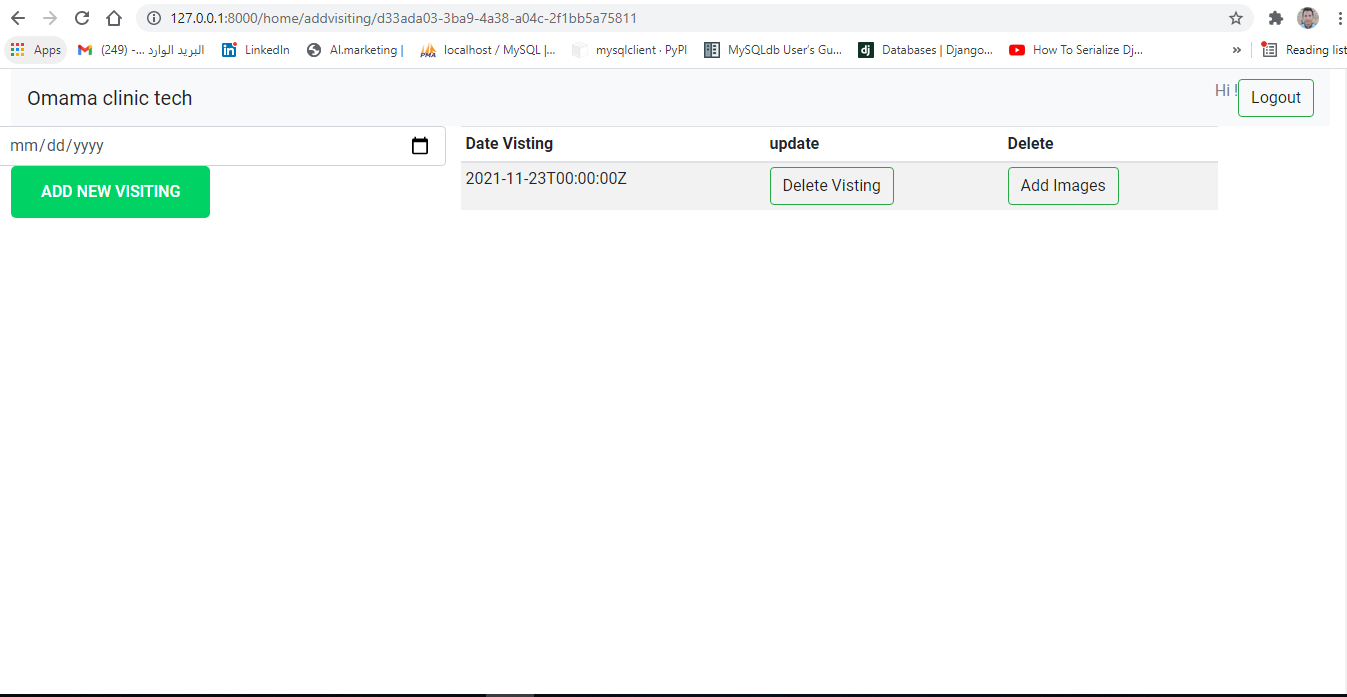 127.0.0.1:8000/home/addvisiting/d33ada03-3ba9-4a38-a04c-2f1bb5a75811
Apps (249) -... البريد الوارد LinkedIn AI.marketing | localhost / MySQL |... mysqlclient · PyPI MySQLdb User's Gu... Databases | Django... How To Serialize Dj... » Reading list
Omama clinic tech Hi ! Logout
mm/dd/yyyy Date Visting update Delete
ADD NEW VISITING 2021-11-23T00:00:00Z Delete Visting Add Images